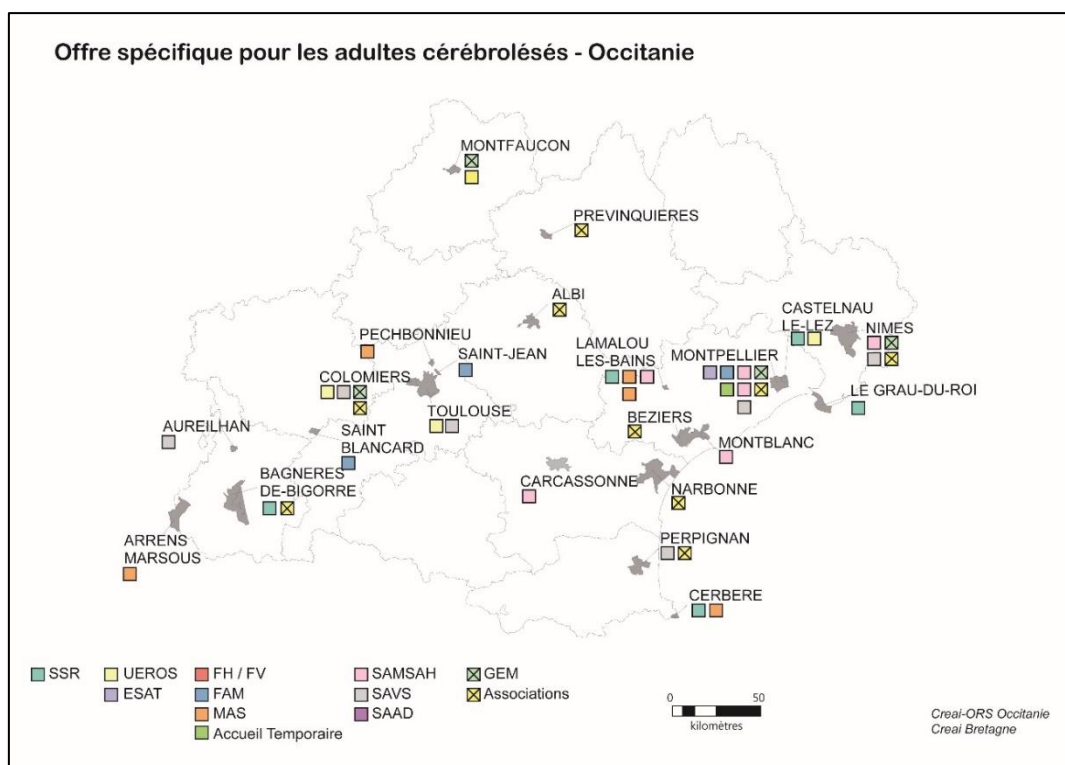 Offre spécifique pour les adultes cérébrolésés - Occitanie
MONTFAUCON
PREVINQUIERES
ALBI
CASTELNAU
LE-LEZ
NIMES
PECHBONNIEU
SAINT-JEAN
LAMALOU
LES-BAINS
MONTPELLIER
COLOMIERS
LE GRAU-DU-ROI
TOULOUSE
BEZIERS
AUREILHAN
SAINT
BLANCARD
MONTBLANC
BAGNERES
DE-BIGORRE
CARCASSONNE
NARBONNE
ARRENS
MARSOUS
PERPIGNAN
CERBERE
SSR
UEROS
FH / FV
SAMSAH
GEM
ESAT
FAM
SAVS
Associations
MAS
SAAD
Accueil Temporaire
0 50
kilomètres
Creai-ORS Occitanie
Creai Bretagne